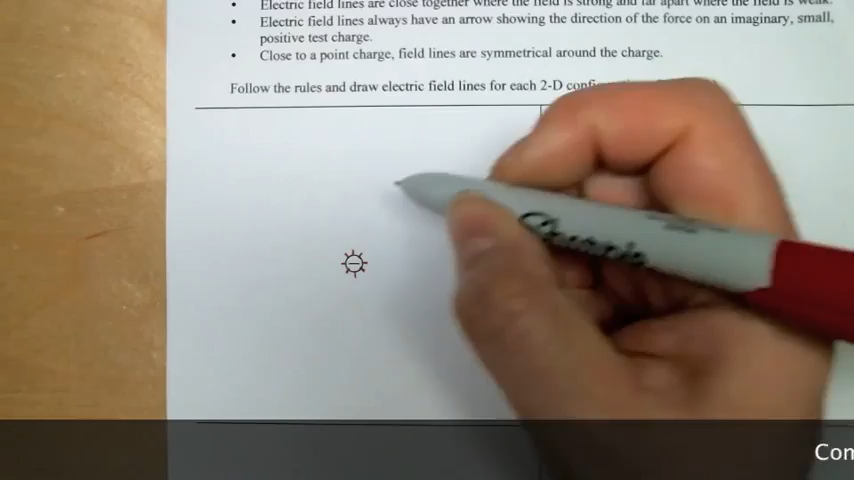 Electric field lines are close together where the field is strong and far apart where the field is weak.
Electric field lines always have an arrow showing the direction of the force on an imaginary, small,
positive test charge.
Close to a point charge, field lines are symmetrical around the charge.
Follow the rules and draw electric field lines for each 2-D
Sharpie
Com